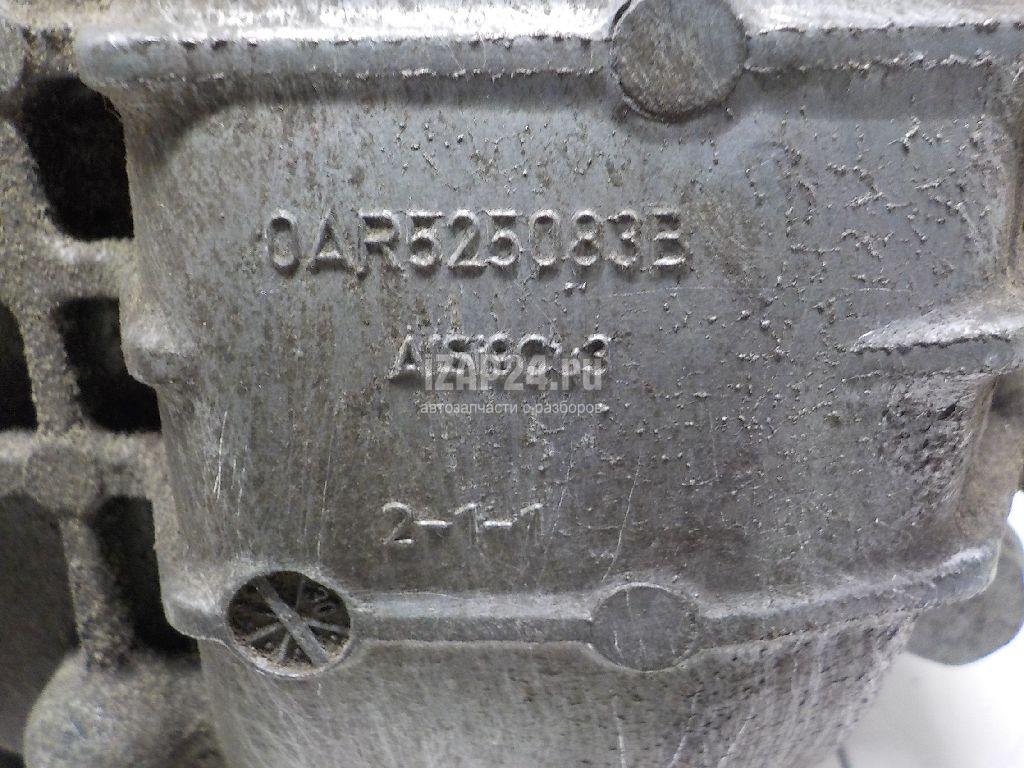 0AR525083B
iZAP24.ru
автозапчасти с разборов
2-1-1